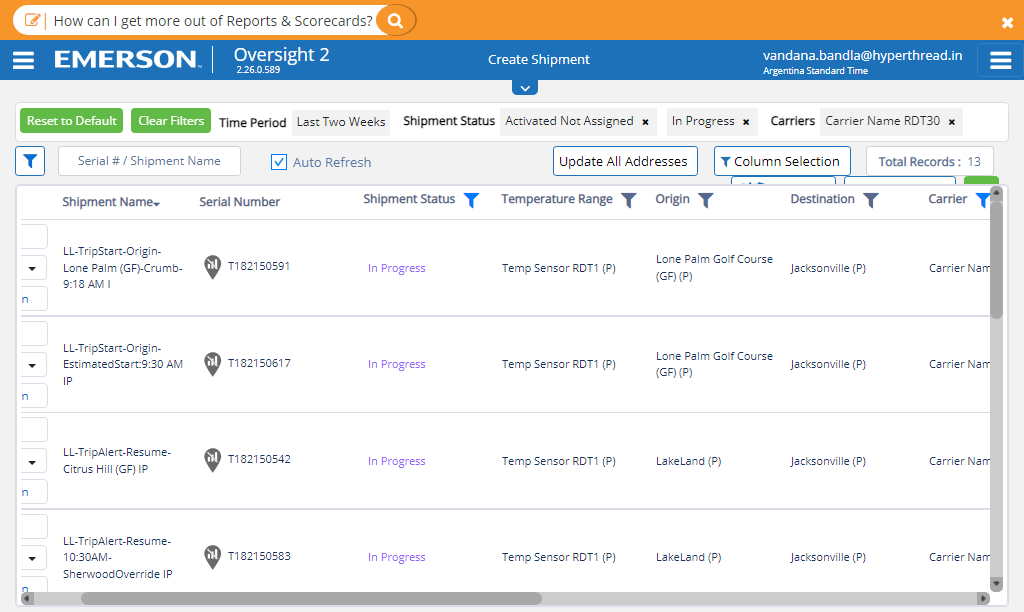 How can I get more out of Reports & Scorecards?
EMERSON
Oversight 2
2.26.0.589
Create Shipment
vandana.bandla@hyperthread.in
Argentina Standard Time
Reset to Default
Clear Filters
Time Period
Last Two Weeks
Shipment Status
Activated Not Assigned ×
In Progress ×
Carriers
Carrier Name RDT30 ×
Serial # / Shipment Name
Auto Refresh
Update All Addresses
Column Selection
Total Records : 13
Shipment Name
Serial Number
Shipment Status
Temperature Range
Origin
Destination
Carrier
LL-TripStart-Origin-
Lone Palm (GF)-Crumb-
9:18 AM I
T182150591
In Progress
Temp Sensor RDT1 (P)
Lone Palm Golf Course
(GF) (P)
Jacksonville (P)
Carrier Nam
n
LL-TripStart-Origin-
EstimatedStart:9:30 AM
IP
T182150617
In Progress
Temp Sensor RDT1 (P)
Lone Palm Golf Course
(GF) (P)
Jacksonville (P)
Carrier Nam
n
LL-TripAlert-Resume-
Citrus Hill (GF) IP
T182150542
In Progress
Temp Sensor RDT1 (P)
LakeLand (P)
Jacksonville (P)
Carrier Nam
n
LL-TripAlert-Resume-
10:30AM-
SherwoodOverride IP
T182150583
In Progress
Temp Sensor RDT1 (P)
LakeLand (P)
Jacksonville (P)
Carrier Nam
n